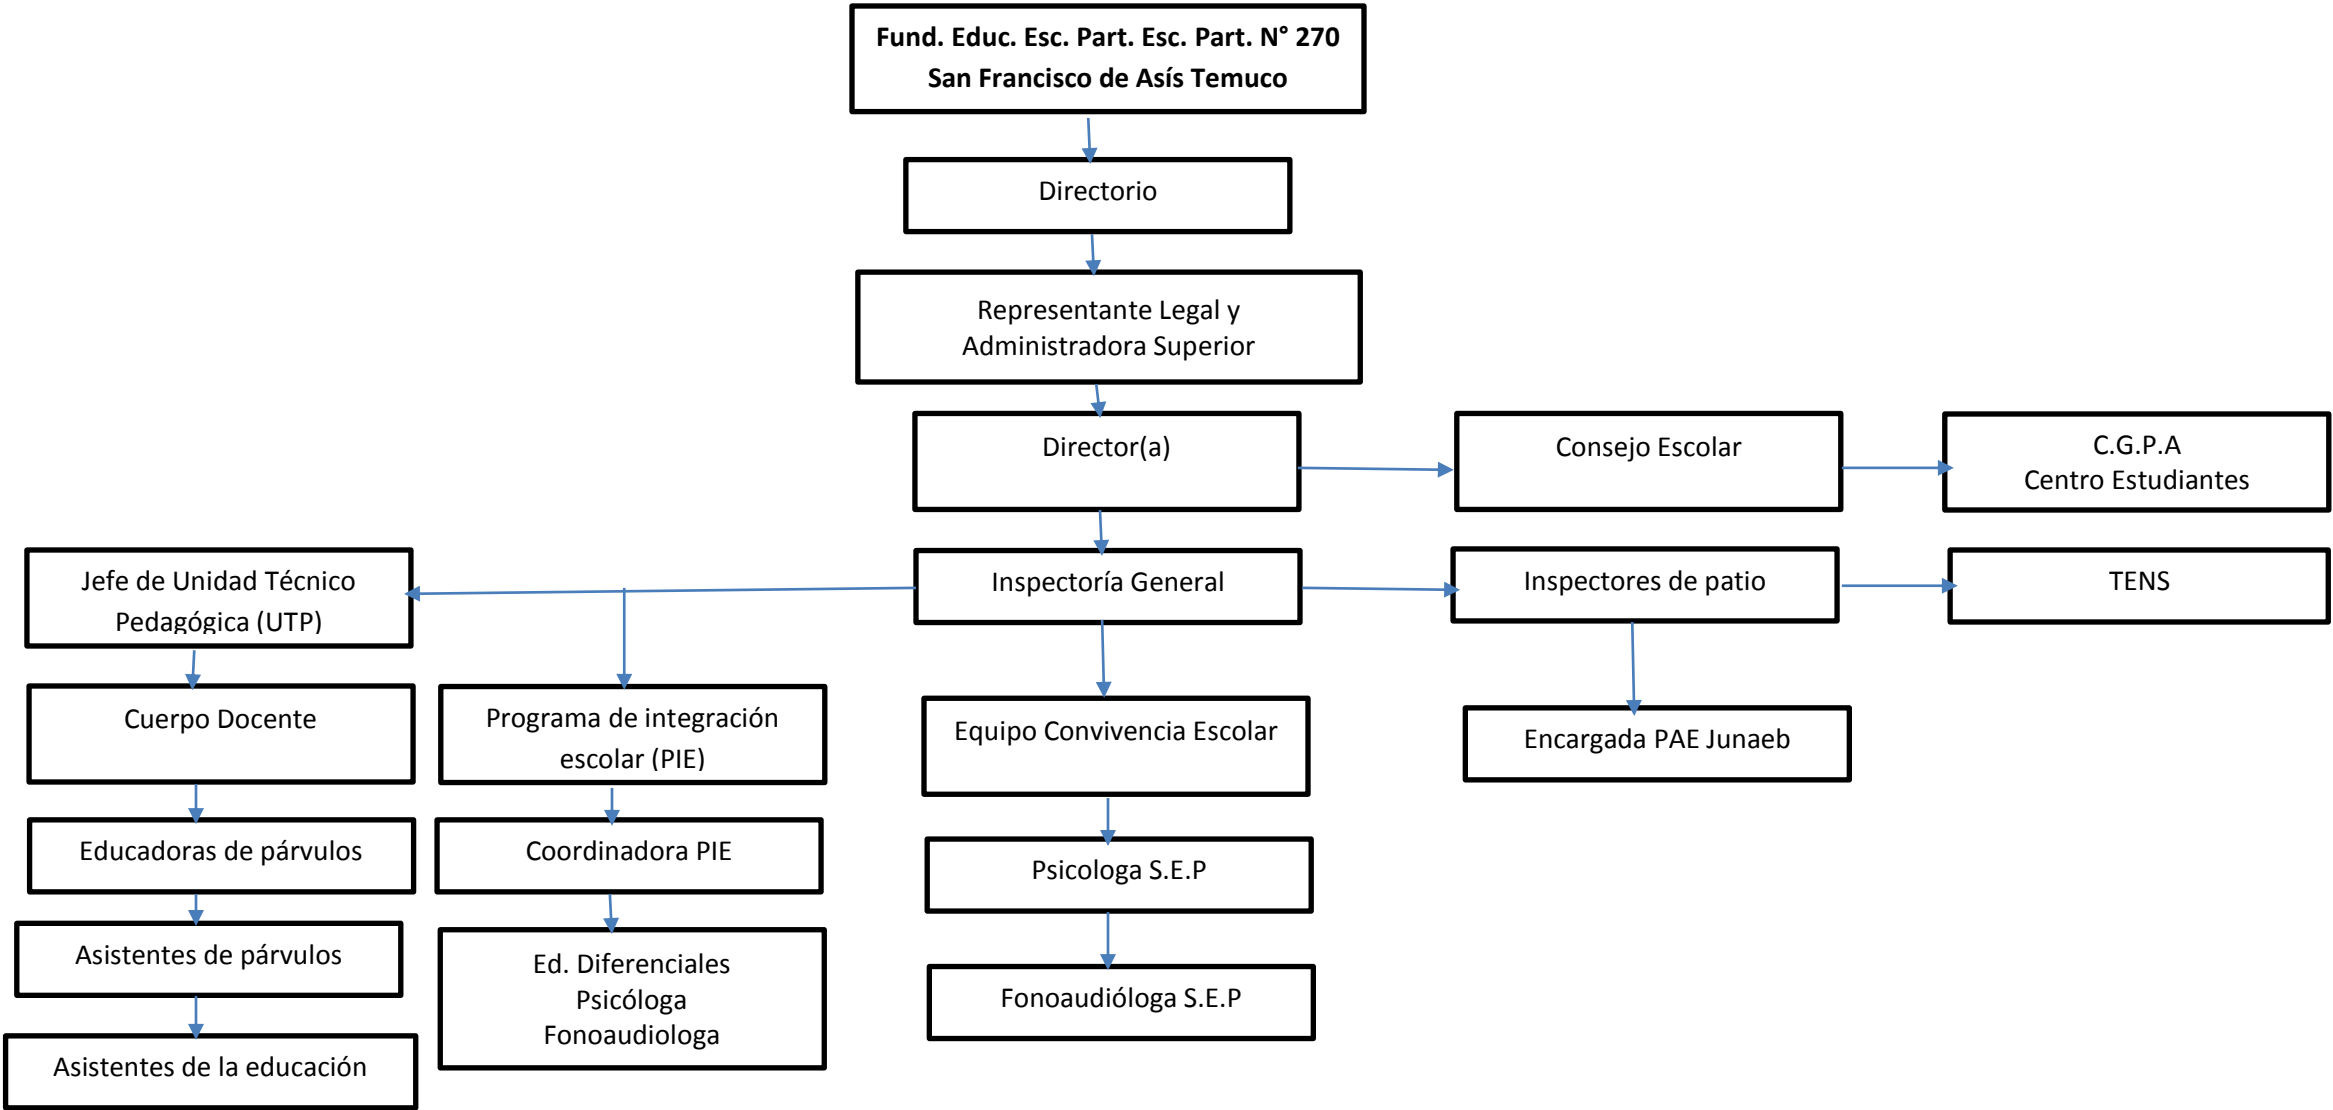 Fund. Educ. Esc. Part. Esc. Part. N° 270
San Francisco de Asís Temuco
Directorio
Representante Legal y
Administradora Superior
Director(a)
Consejo Escolar
C.G.P.A
Centro Estudiantes
Jefe de Unidad Técnico
Pedagógica (UTP)
Inspectoría General
Inspectores de patio
TENS
Cuerpo Docente
Programa de integración
escolar (PIE)
Equipo Convivencia Escolar
Encargada PAE Junaeb
Educadoras de párvulos
Coordinadora PIE
Psicologa S.E.P
Asistentes de párvulos
Ed. Diferenciales
Psicóloga
Fonoaudiologa
Fonoaudióloga S.E.P
Asistentes de la educación